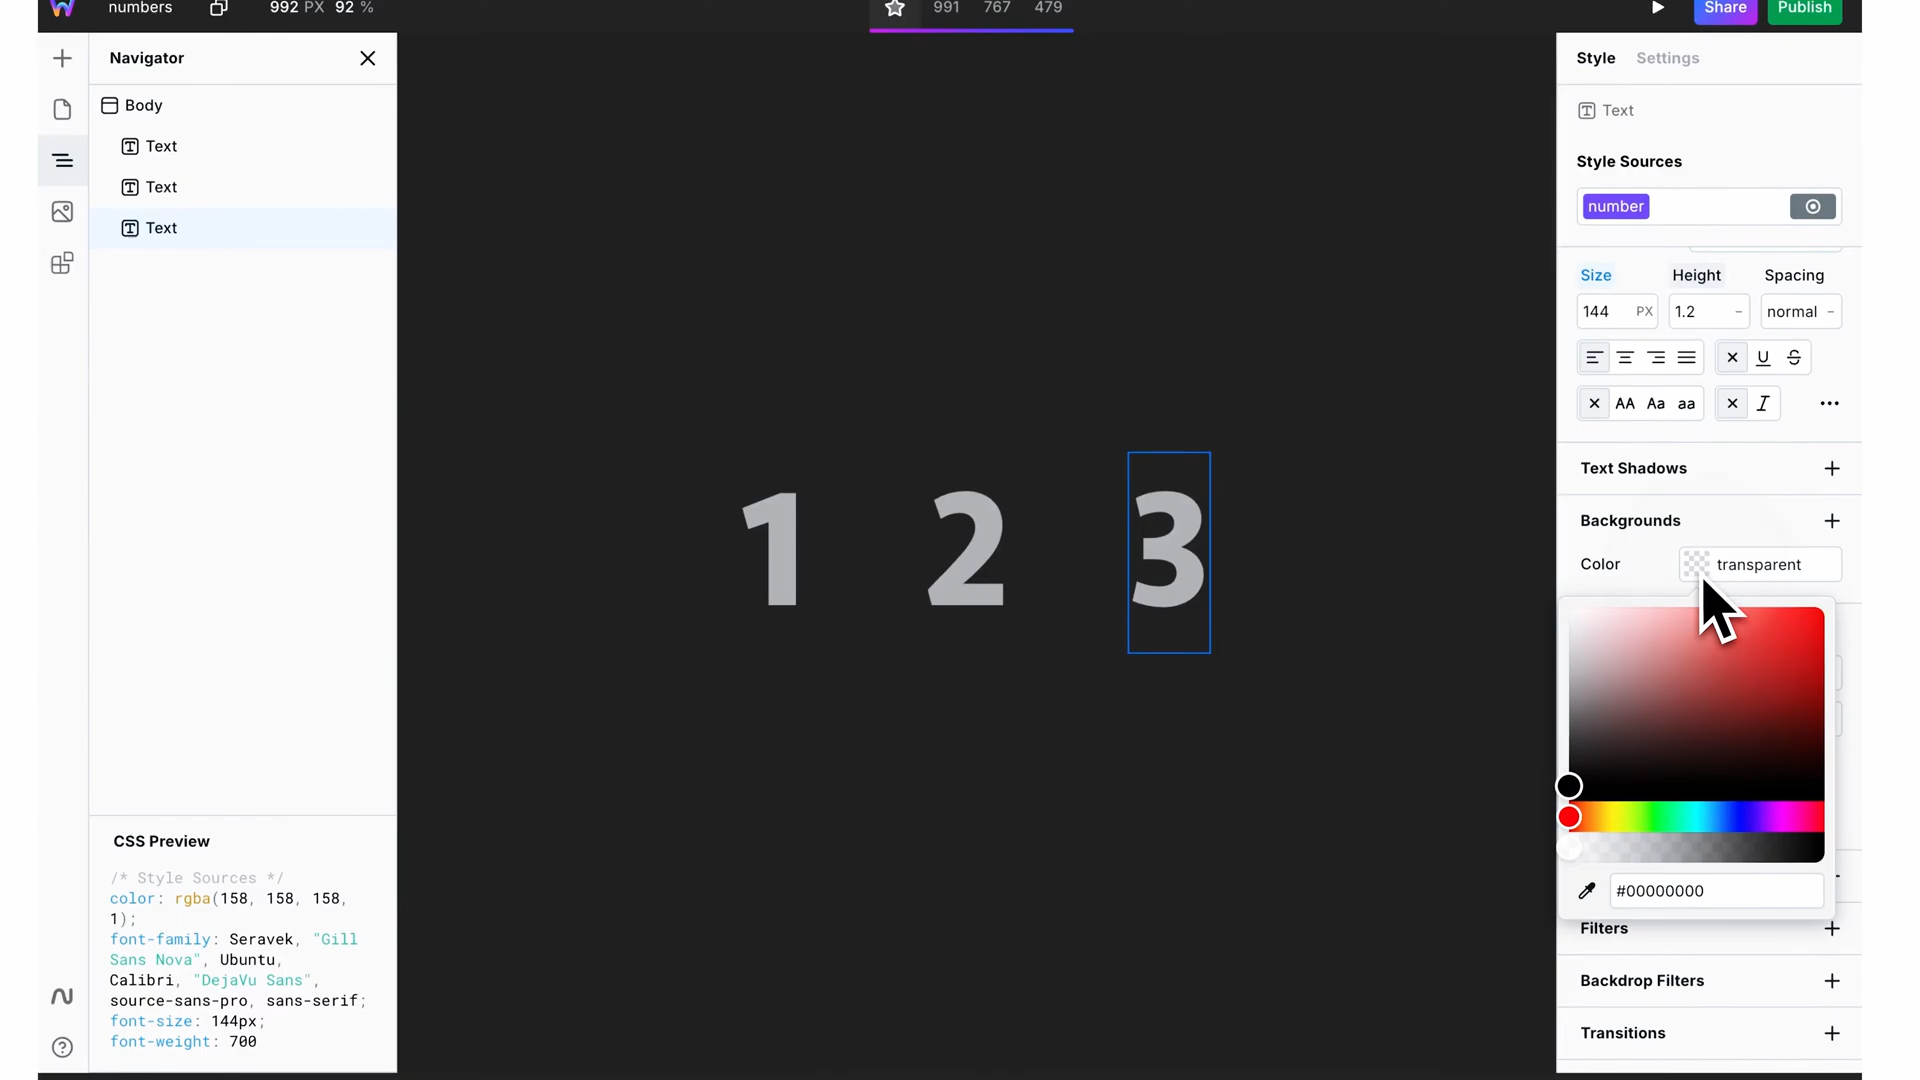 numbers 992 PX 92 % 991 767 479 Share Publish
Navigator
Body
Text
Text
Text
CSS Preview
/* Style Sources */
color: rgba(158, 158, 158,
1);
font-family: Seravek, "Gill
Sans Nova", Ubuntu,
Calibri, "DejaVu Sans",
source-sans-pro, sans-serif;
font-size: 144px;
font-weight: 700
1 2 3
Style Settings
Text
Style Sources
number
Size Height Spacing
144 PX 1.2 – normal –
U S
AA Aa aa I
Text Shadows
Backgrounds
Color transparent
#00000000
Filters
Backdrop Filters
Transitions